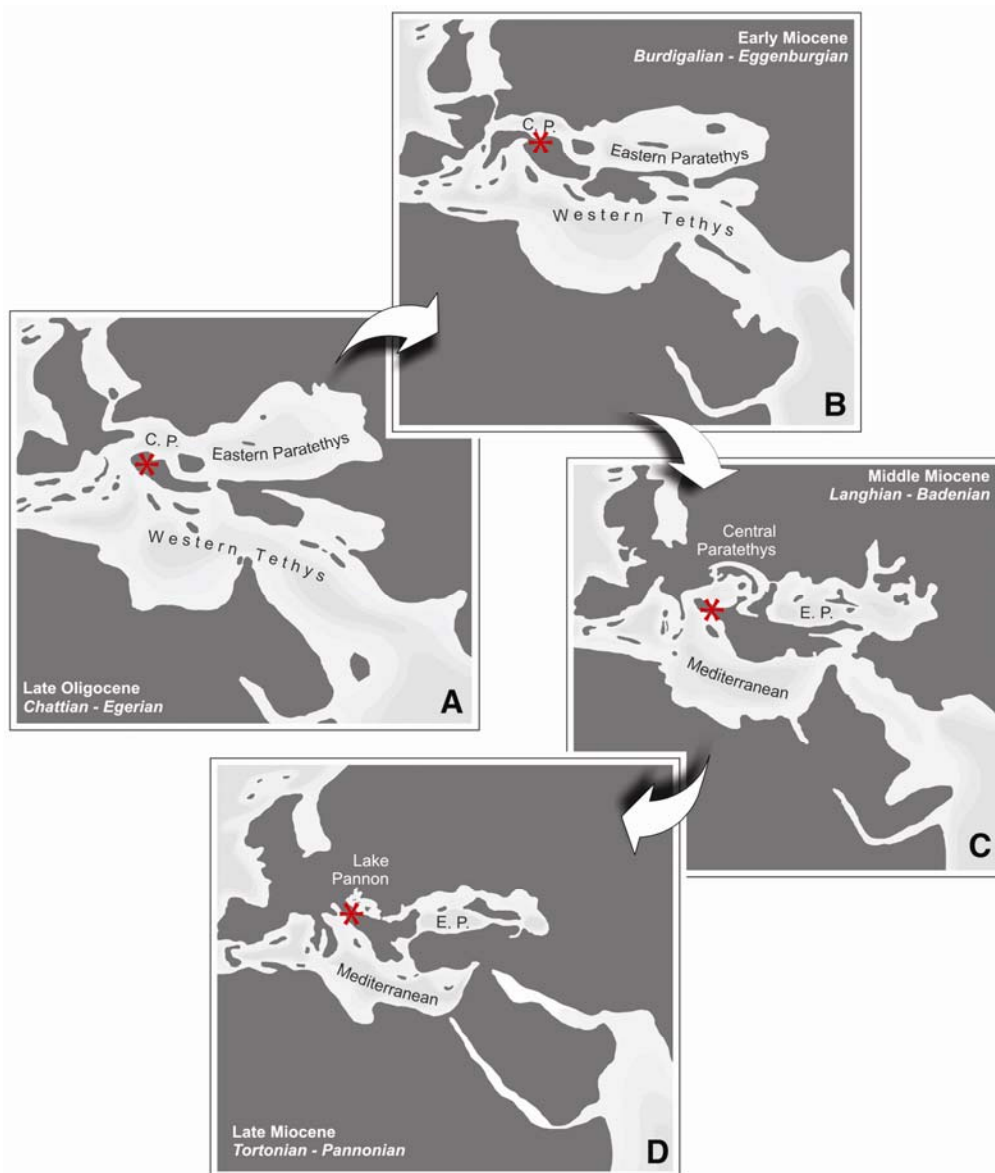 Early Miocene
Burdigalian - Eggenburgian
C. P.
Eastern Paratethys
Western Tethys
B
C. P.
Eastern Paratethys
Western Tethys
Late Oligocene
Chattian - Egerian
A
Middle Miocene
Langhian - Badenian
Central
Paratethys
E. P.
Mediterranean
C
Lake
Pannon
E. P.
Mediterranean
Late Miocene
Tortonian - Pannonian
D